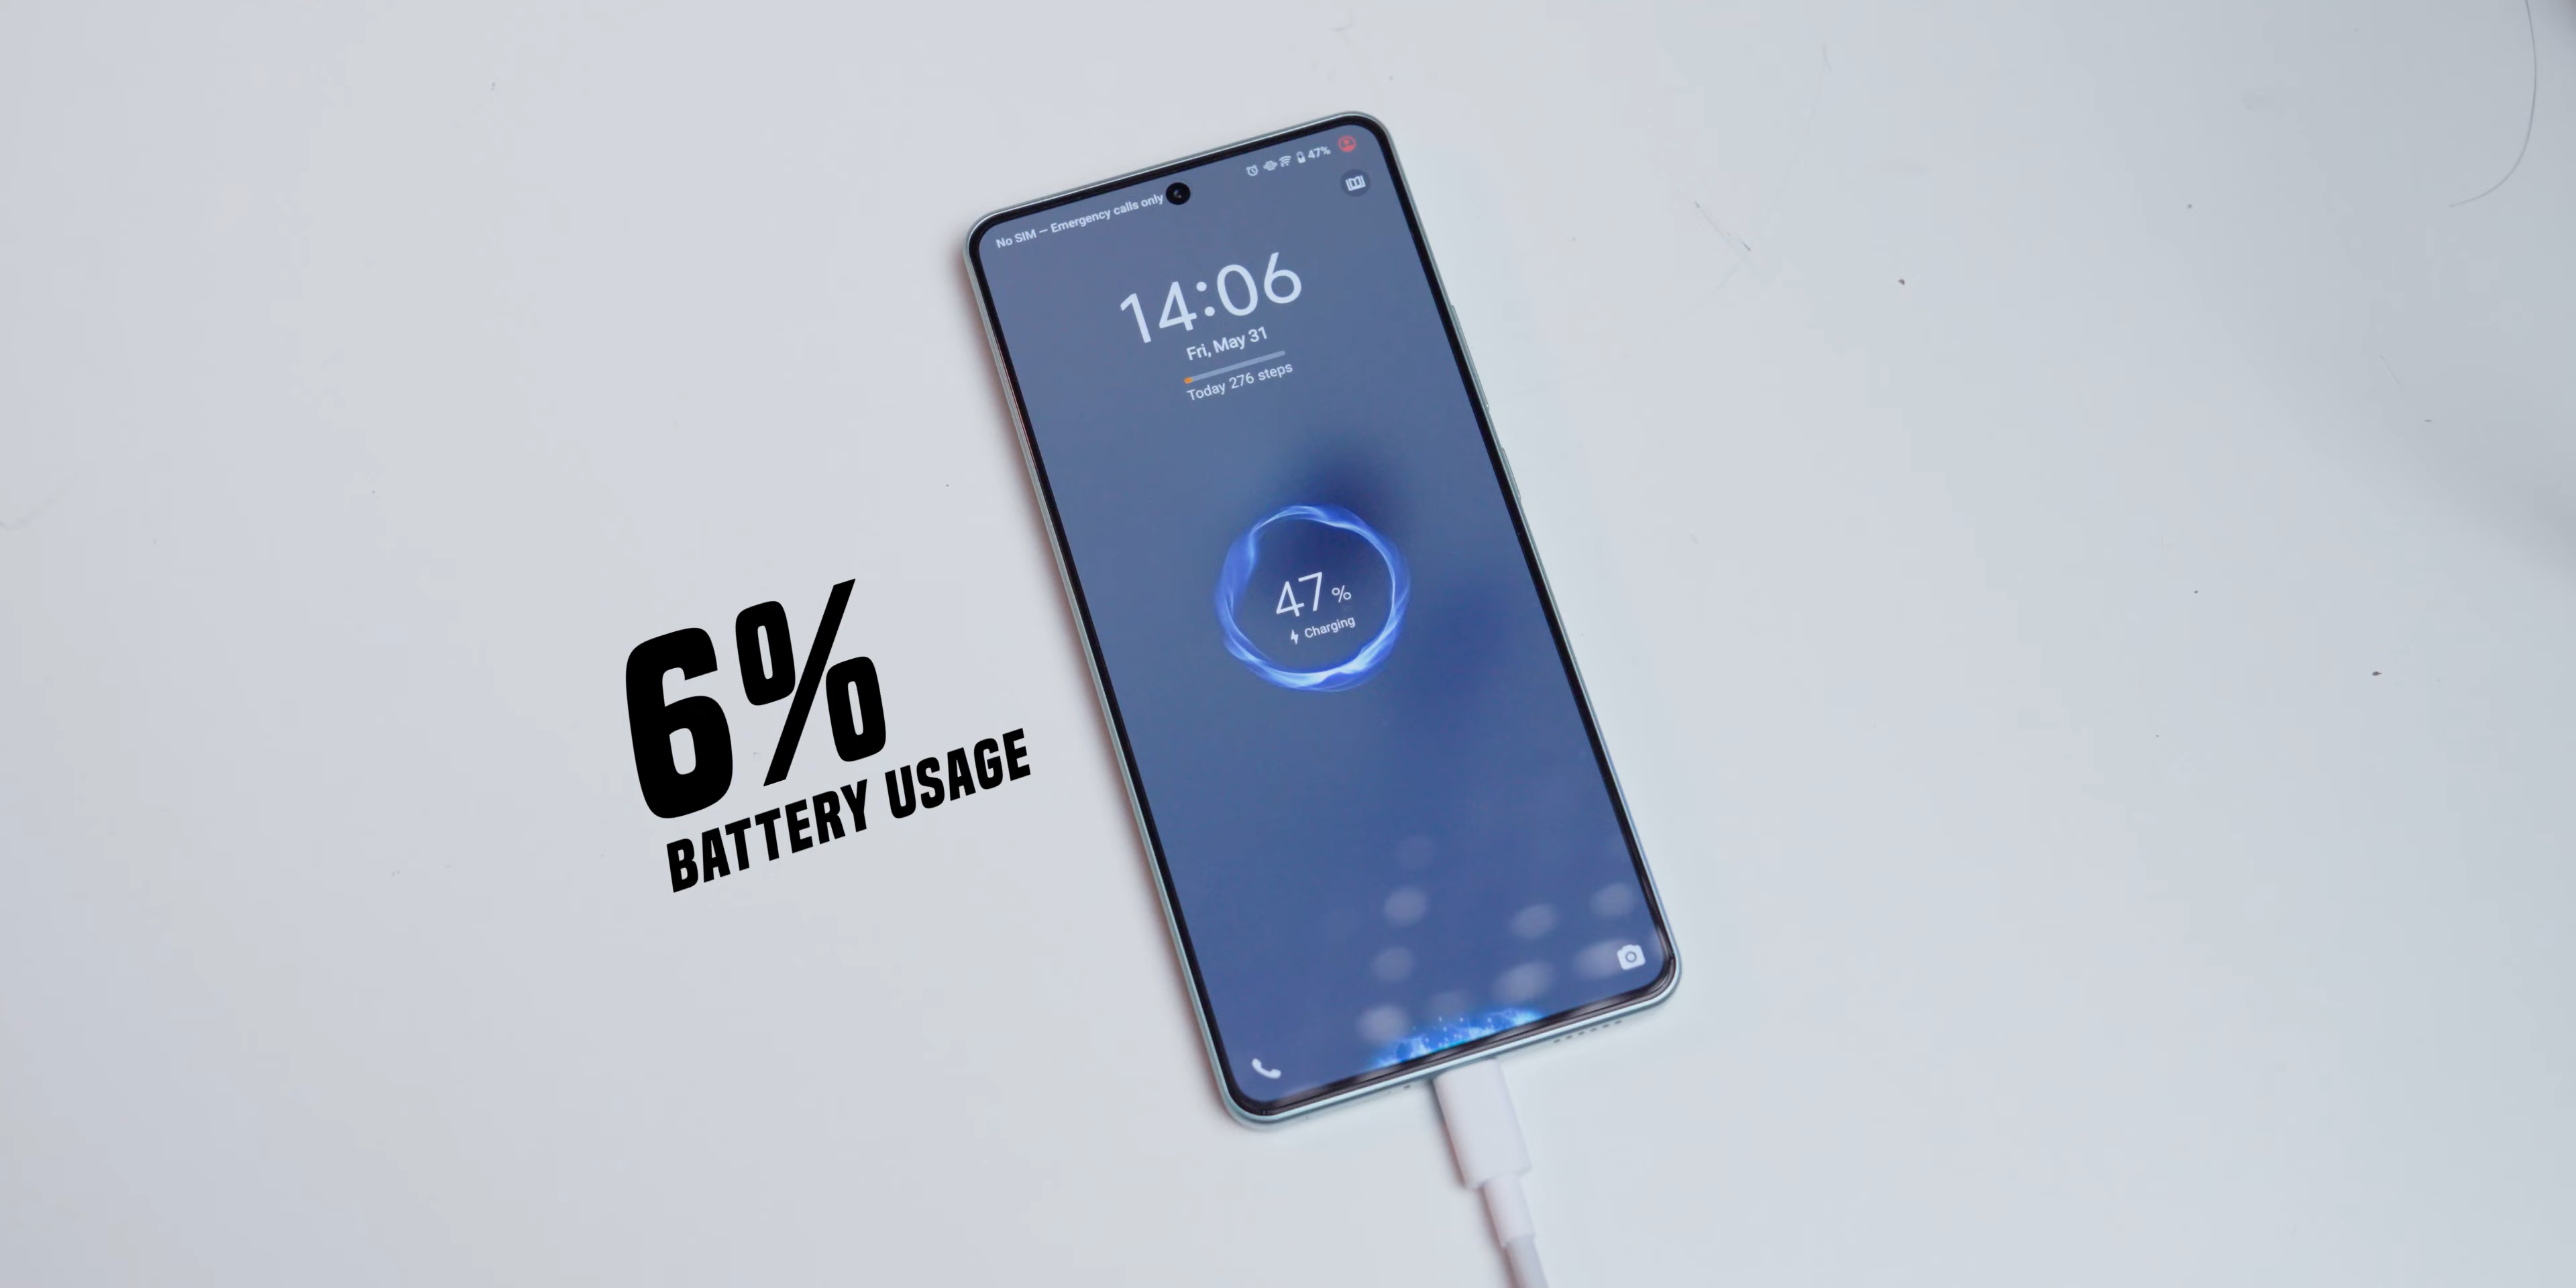 No SIM — Emergency calls only
47%
14:06
Fri, May 31
Today 276 steps
47%
Charging
6%
BATTERY USAGE